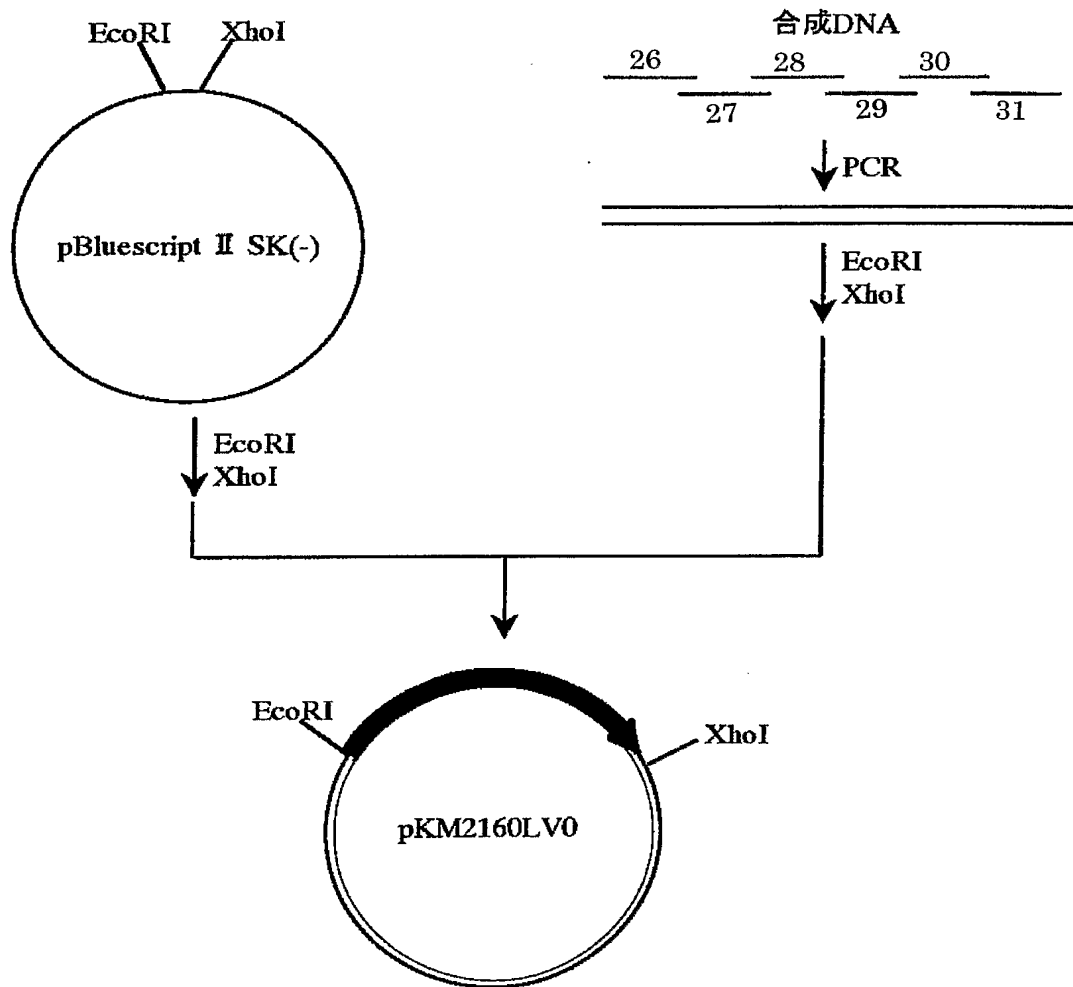 EcoRI XhoI
pBluescript II SK(-)
EcoRI
XhoI
合成DNA
26 28 30
27 29 31
PCR
EcoRI
XhoI
EcoRI
XhoI
pKM2160LV0